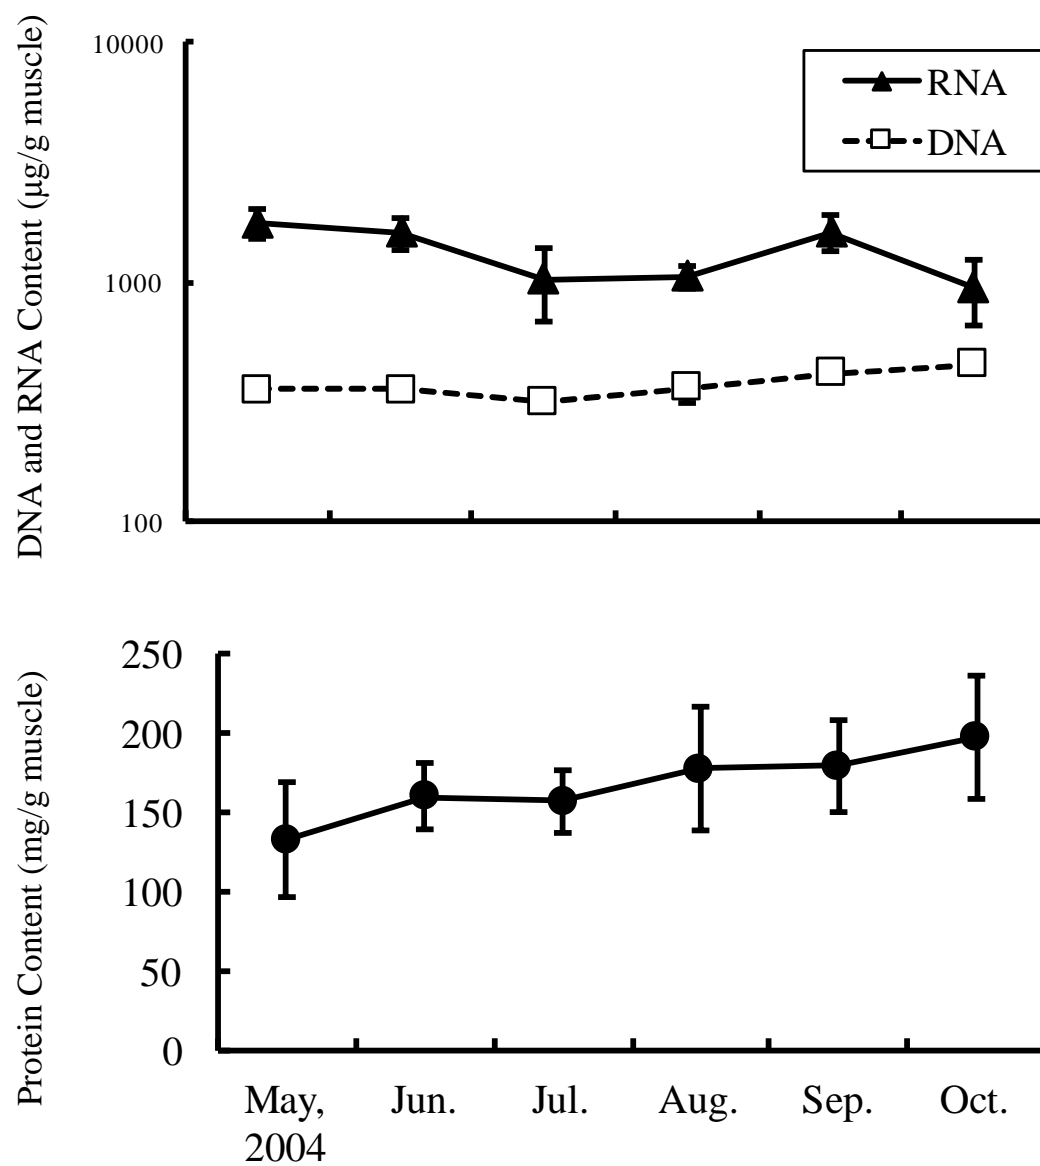 DNA and RNA Content (µg/g muscle)
10000
1000
100
RNA
DNA
Protein Content (mg/g muscle)
250
200
150
100
50
0
May, Jun. Jul. Aug. Sep. Oct.
2004